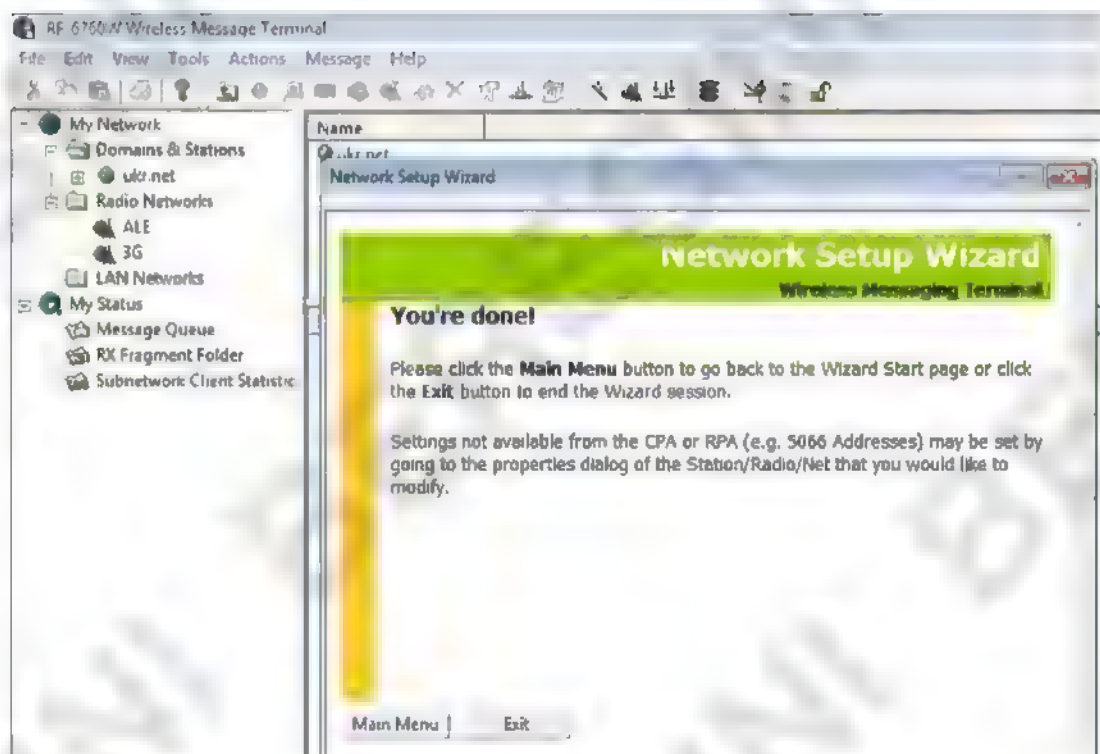 RF-6760W Wireless Message Terminal
File Edit View Tools Actions Message Help
My Network
Domains & Stations
ukr.net
Radio Networks
ALE
3G
LAN Networks
My Status
Message Queue
RX Fragment Folder
Subnetwork Client Statistic
Name
ukr.net
Network Setup Wizard
Network Setup Wizard
Wireless Messaging Terminal
You're done!
Please click the Main Menu button to go back to the Wizard Start page or click
the Exit button to end the Wizard session.
Settings not available from the CPA or RPA (e.g. 5066 Addresses) may be set by
going to the properties dialog of the Station/Radio/Net that you would like to
modify.
Main Menu
Exit